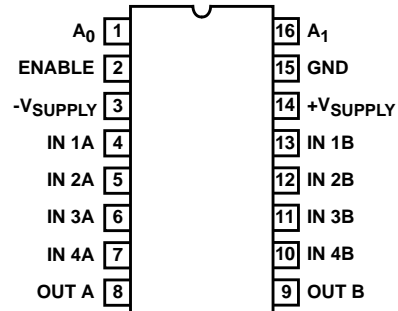 A0 1 16 A1
ENABLE 2 15 GND
-VSUPPLY 3 14 +VSUPPLY
IN 1A 4 13 IN 1B
IN 2A 5 12 IN 2B
IN 3A 6 11 IN 3B
IN 4A 7 10 IN 4B
OUT A 8 9 OUT B